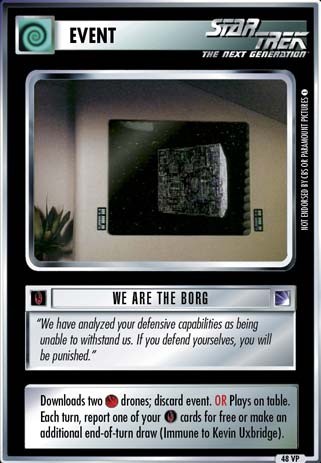 EVENT
STAR TREK
THE NEXT GENERATION
NOT ENDORSED BY CBS OR PARAMOUNT PICTURES
WE ARE THE BORG
“We have analyzed your defensive capabilities as being
unable to withstand us. If you defend yourselves, you will
be punished.”
Downloads two drones; discard event. OR Plays on table.
Each turn, report one of your cards for free or make an
additional end-of-turn draw (Immune to Kevin Uxbridge).
48 VP